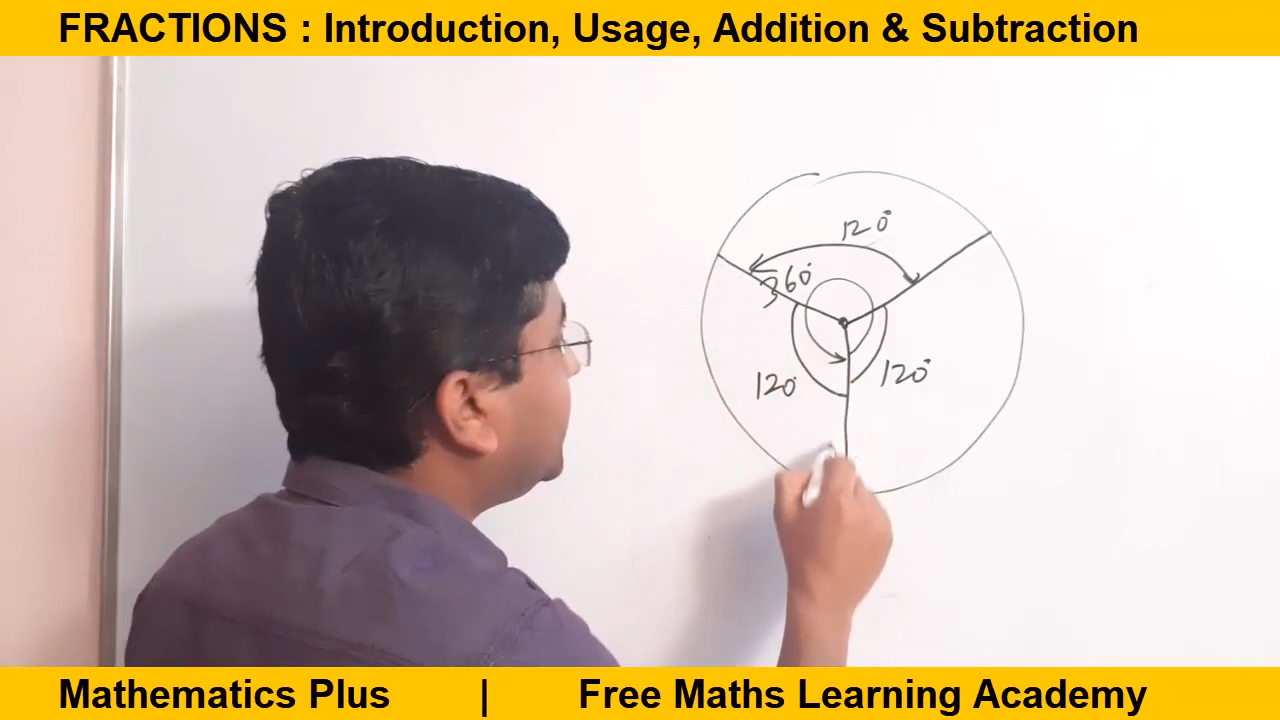 FRACTIONS : Introduction, Usage, Addition & Subtraction
120°
360°
120°
120°
Mathematics Plus | Free Maths Learning Academy